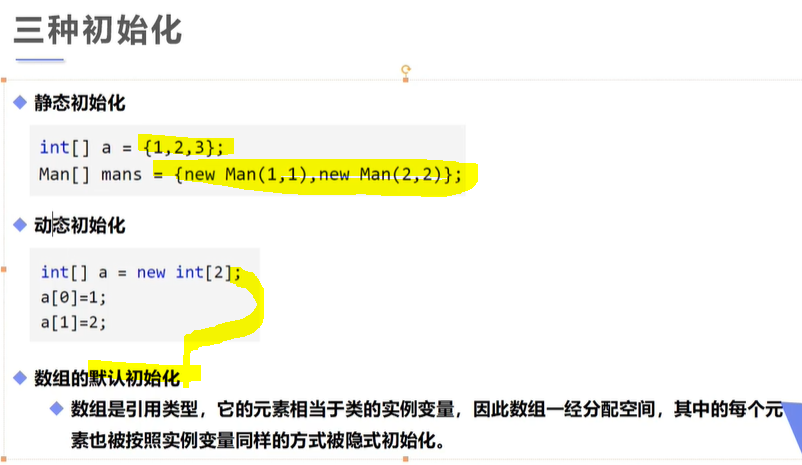 三种初始化
静态初始化
int[] a = {1,2,3};
Man[] mans = {new Man(1,1),new Man(2,2)};
动态初始化
int[] a = new int[2];
a[0]=1;
a[1]=2;
数组的默认初始化
数组是引用类型，它的元素相当于类的实例变量，因此数组一经分配空间，其中的每个元
素也被按照实例变量同样的方式被隐式初始化。